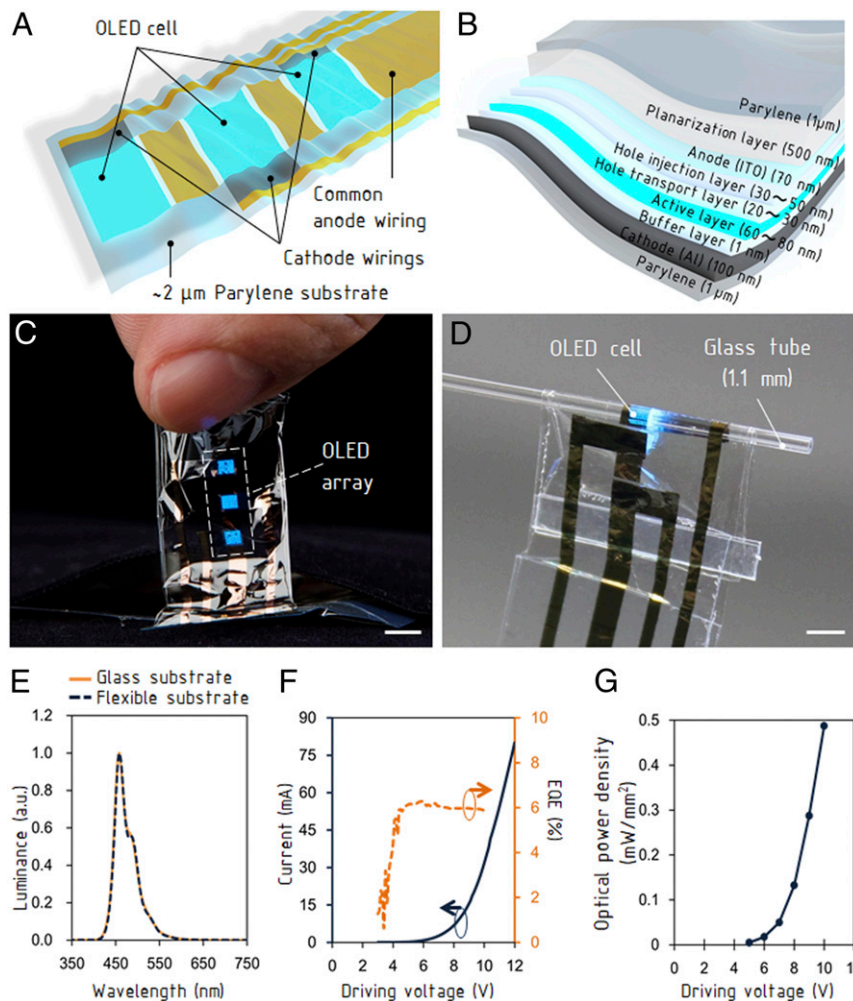 A
OLED cell
Common
anode wiring
Cathode wirings
~2 μm Parylene substrate
B
Parylene (1μm)
Planarization layer (500 nm)
Anode (ITO) (70 nm)
Hole injection layer (30~50 nm)
Hole transport layer (20~30 nm)
Active layer (60~80 nm)
Buffer layer (1 nm)
Cathode (Al) (100 nm)
Parylene (1μm)
C
OLED
array
D
OLED cell
Glass tube
(1.1 mm)
E
Glass substrate
Flexible substrate
Luminance (a.u.)
1.2
1.0
0.8
0.6
0.4
0.2
0.0
350 450 550 650 750
Wavelength (nm)
F
Current (mA)
90
75
60
45
30
15
0
10
8
6
4
2
0
EQE (%)
2 4 6 8 10 12
Driving voltage (V)
G
Optical power density
(mW/mm²)
0.5
0.4
0.3
0.2
0.1
0
0 2 4 6 8 10 12
Driving voltage (V)